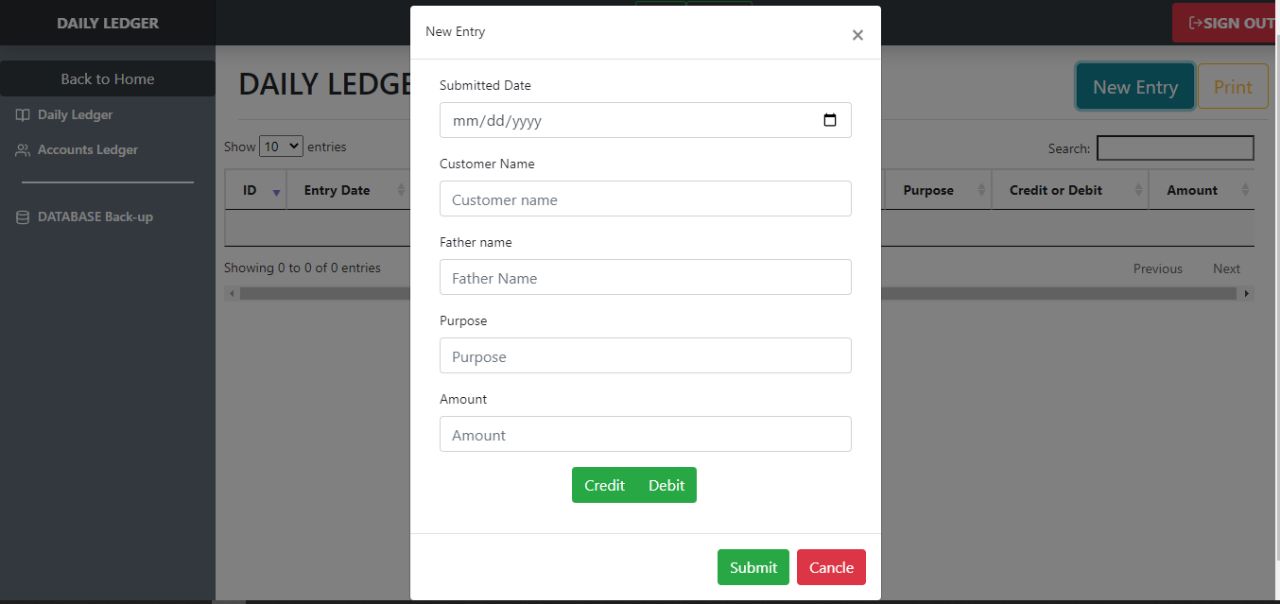 DAILY LEDGER
SIGN OUT
Back to Home
Daily Ledger
Accounts Ledger
DATABASE Back-up
DAILY LEDGE
New Entry
Print
Show 10 entries
Search:
ID Entry Date Purpose Credit or Debit Amount
Showing 0 to 0 of 0 entries
Previous Next
New Entry
×
Submitted Date
mm/dd/yyyy
Customer Name
Customer name
Father name
Father Name
Purpose
Purpose
Amount
Amount
Credit Debit
Submit Cancle